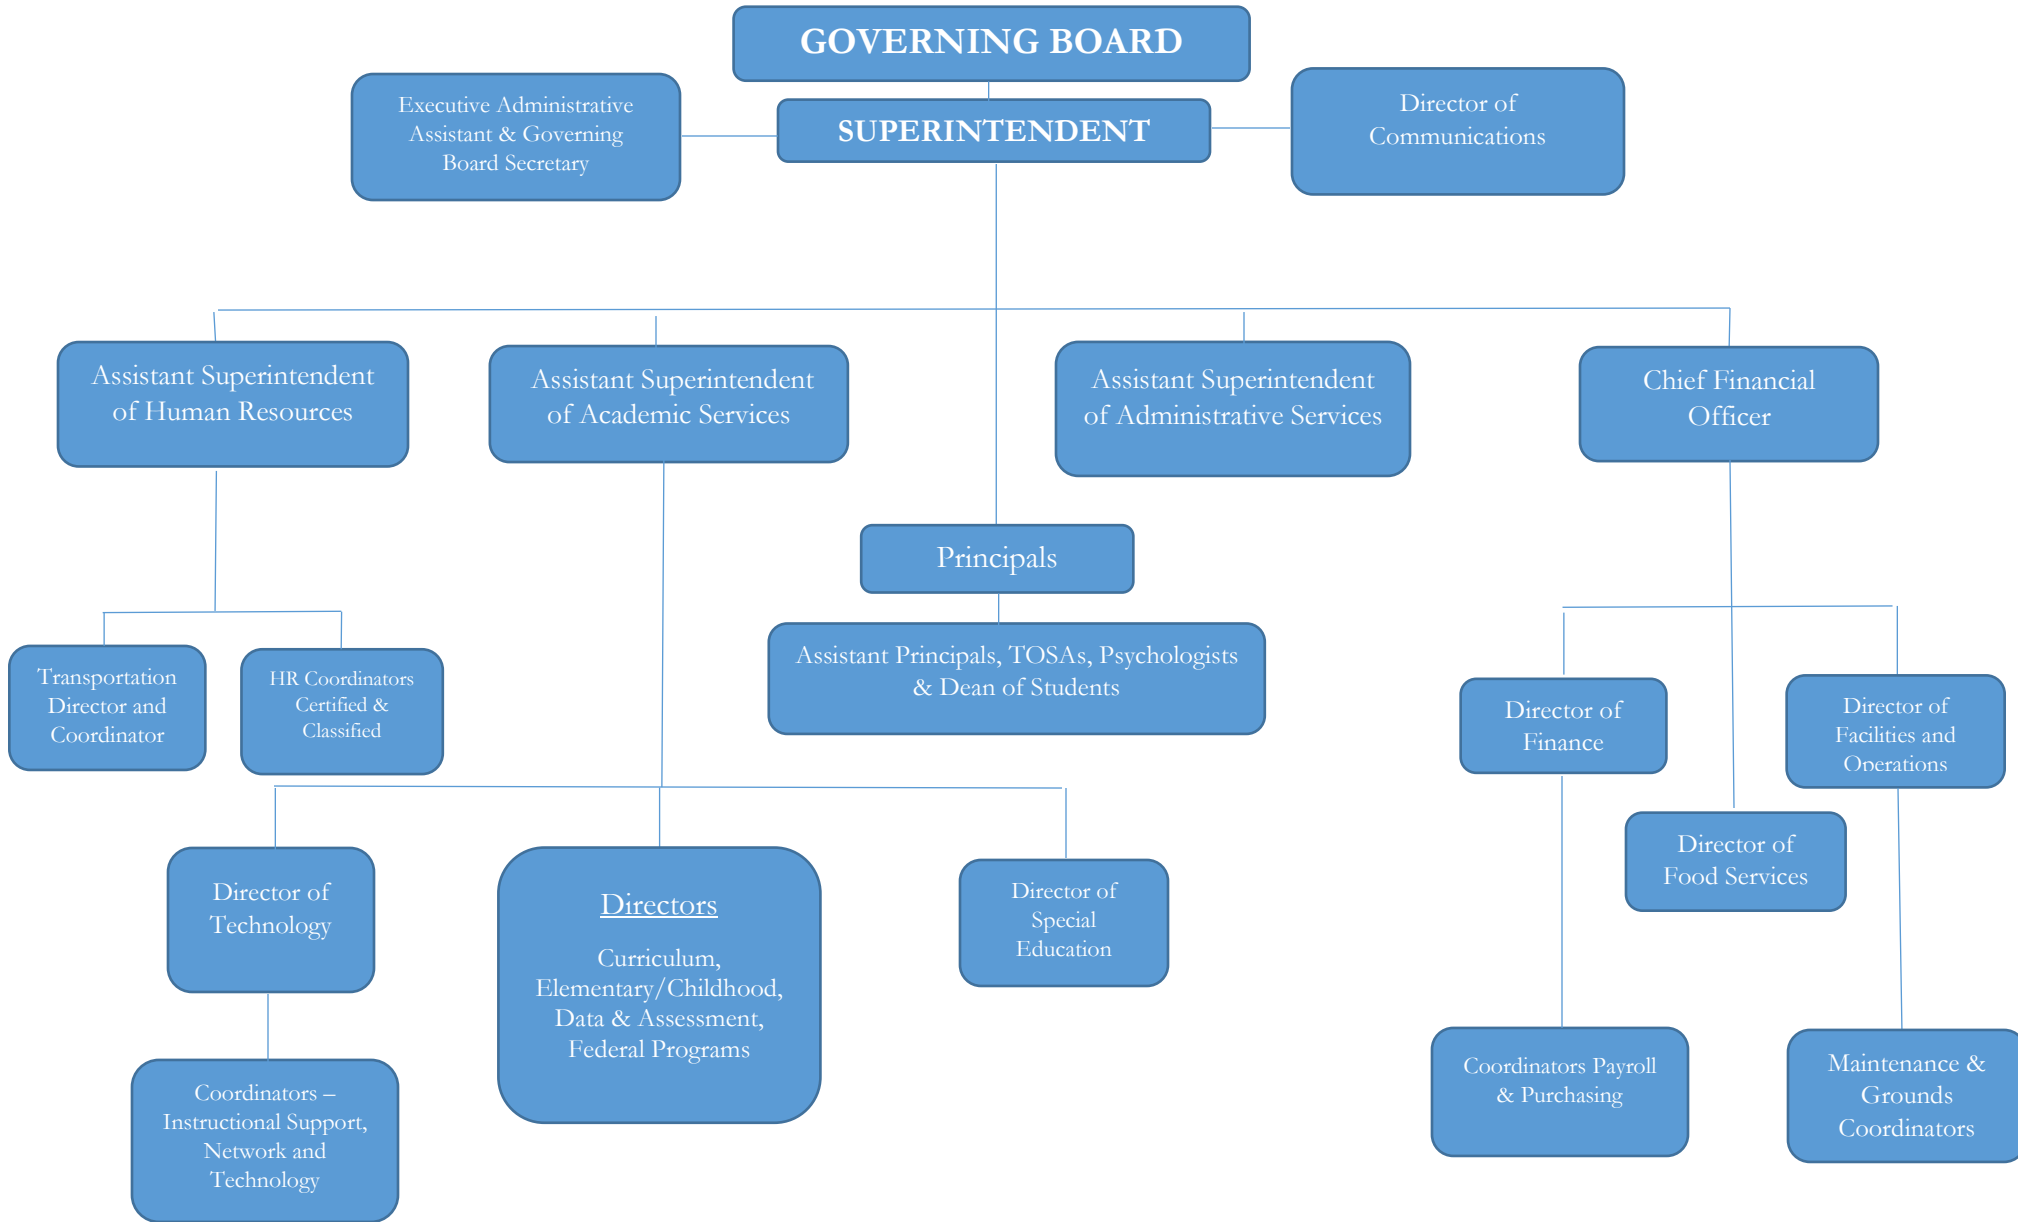 GOVERNING BOARD
Executive Administrative
Assistant & Governing
Board Secretary
SUPERINTENDENT
Director of
Communications
Assistant Superintendent
of Human Resources
Assistant Superintendent
of Academic Services
Assistant Superintendent
of Administrative Services
Chief Financial
Officer
Principals
Assistant Principals, TOSAs, Psychologists
& Dean of Students
Transportation
Director and
Coordinator
HR Coordinators
Certified &
Classified
Director of
Finance
Director of
Facilities and
Operations
Director of
Food Services
Director of
Technology
Directors
Curriculum,
Elementary/Childhood,
Data & Assessment,
Federal Programs
Director of
Special
Education
Coordinators –
Instructional Support,
Network and
Technology
Coordinators Payroll
& Purchasing
Maintenance &
Grounds
Coordinators